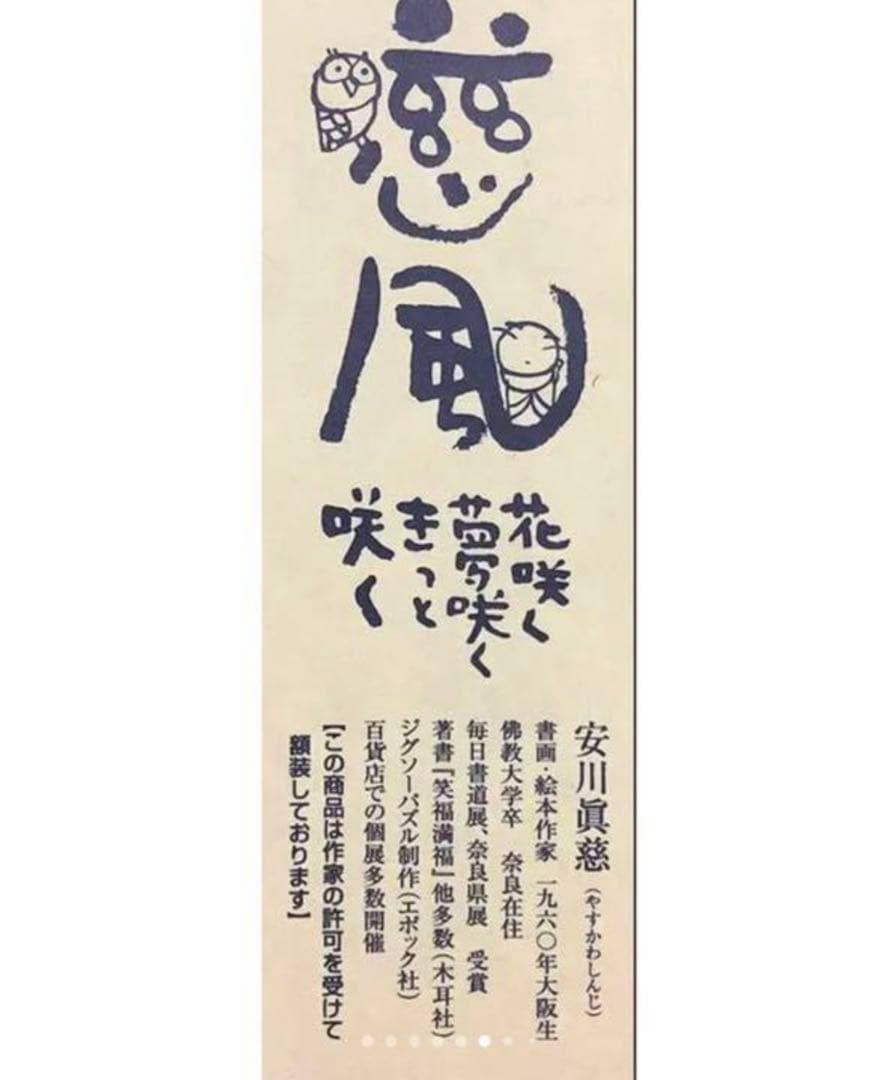 慈
風
花咲く
夢咲く
きっと
咲く
安川眞慈（やすかわしんじ）
書画・絵本作家　一九六〇年大阪生
佛教大学卒　奈良在住
毎日書道展、奈良県展　受賞
著書『笑福満福』他多数（木耳社）
ジグソーパズル制作（エポック社）
百貨店での個展多数開催
【この商品は作家の許可を受けて
額装しております】